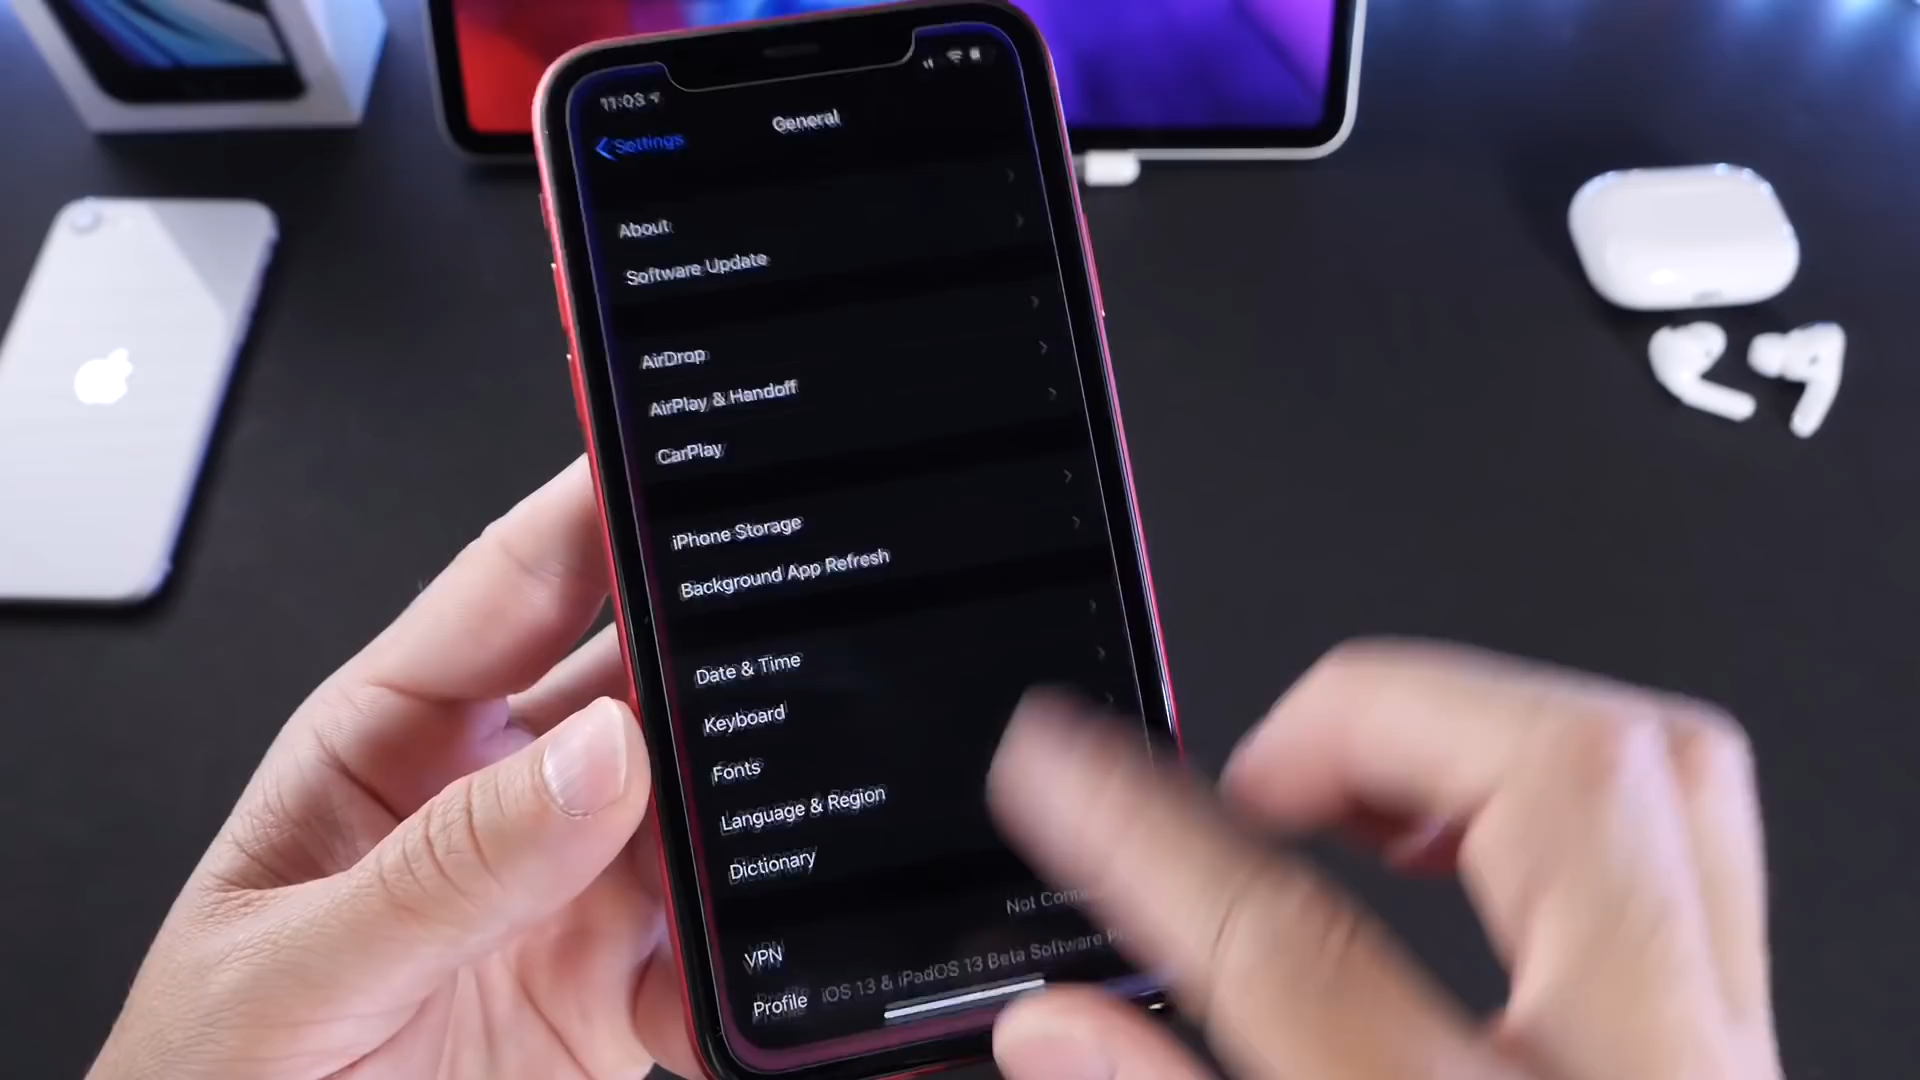 11:03
Settings
General
About
Software Update
AirDrop
AirPlay & Handoff
CarPlay
iPhone Storage
Background App Refresh
Date & Time
Keyboard
Fonts
Language & Region
Dictionary
Not
VPN
Profile iOS 13 & iPadOS 13 Beta Software